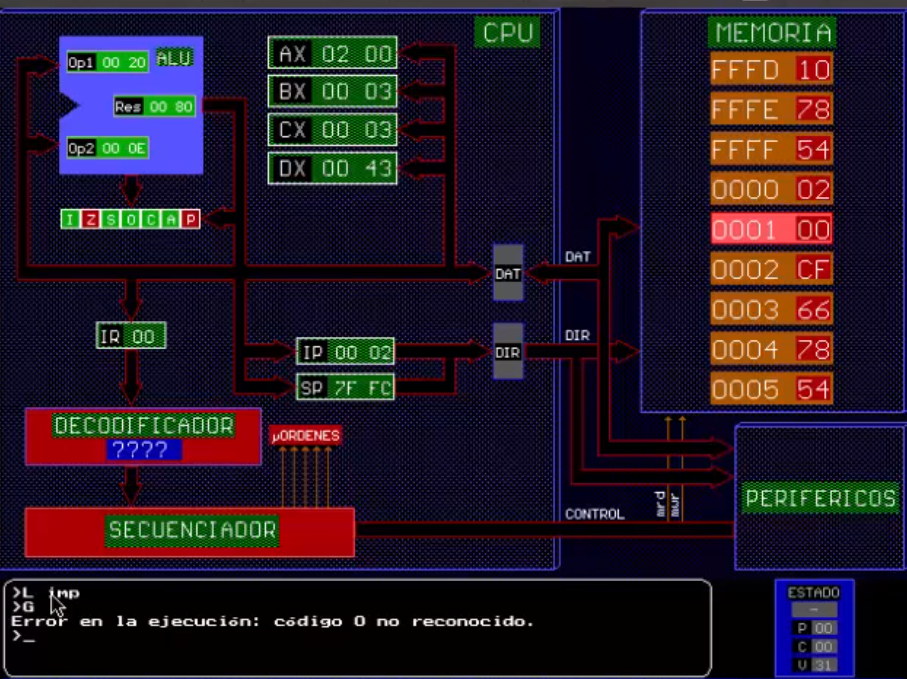 CPU
MEMORIA
Op1 00 20 ALU
Res 00 80
Op2 00 0E
I Z S O C A P
AX 02 00
BX 00 03
CX 00 03
DX 00 43
FFFD 10
FFFE 78
FFFF 54
0000 02
0001 00
0002 CF
0003 66
0004 78
0005 54
DAT
DAT
IR 00
IP 00 02
SP 7F FC
DIR
DIR
DECODIFICADOR
????
µORDENES
SECUENCIADOR
CONTROL
mrd
mwr
PERIFERICOS
>L imp
>G
Error en la ejecución: código 0 no reconocido.
>_
ESTADO
-
P 00
C 00
V 31